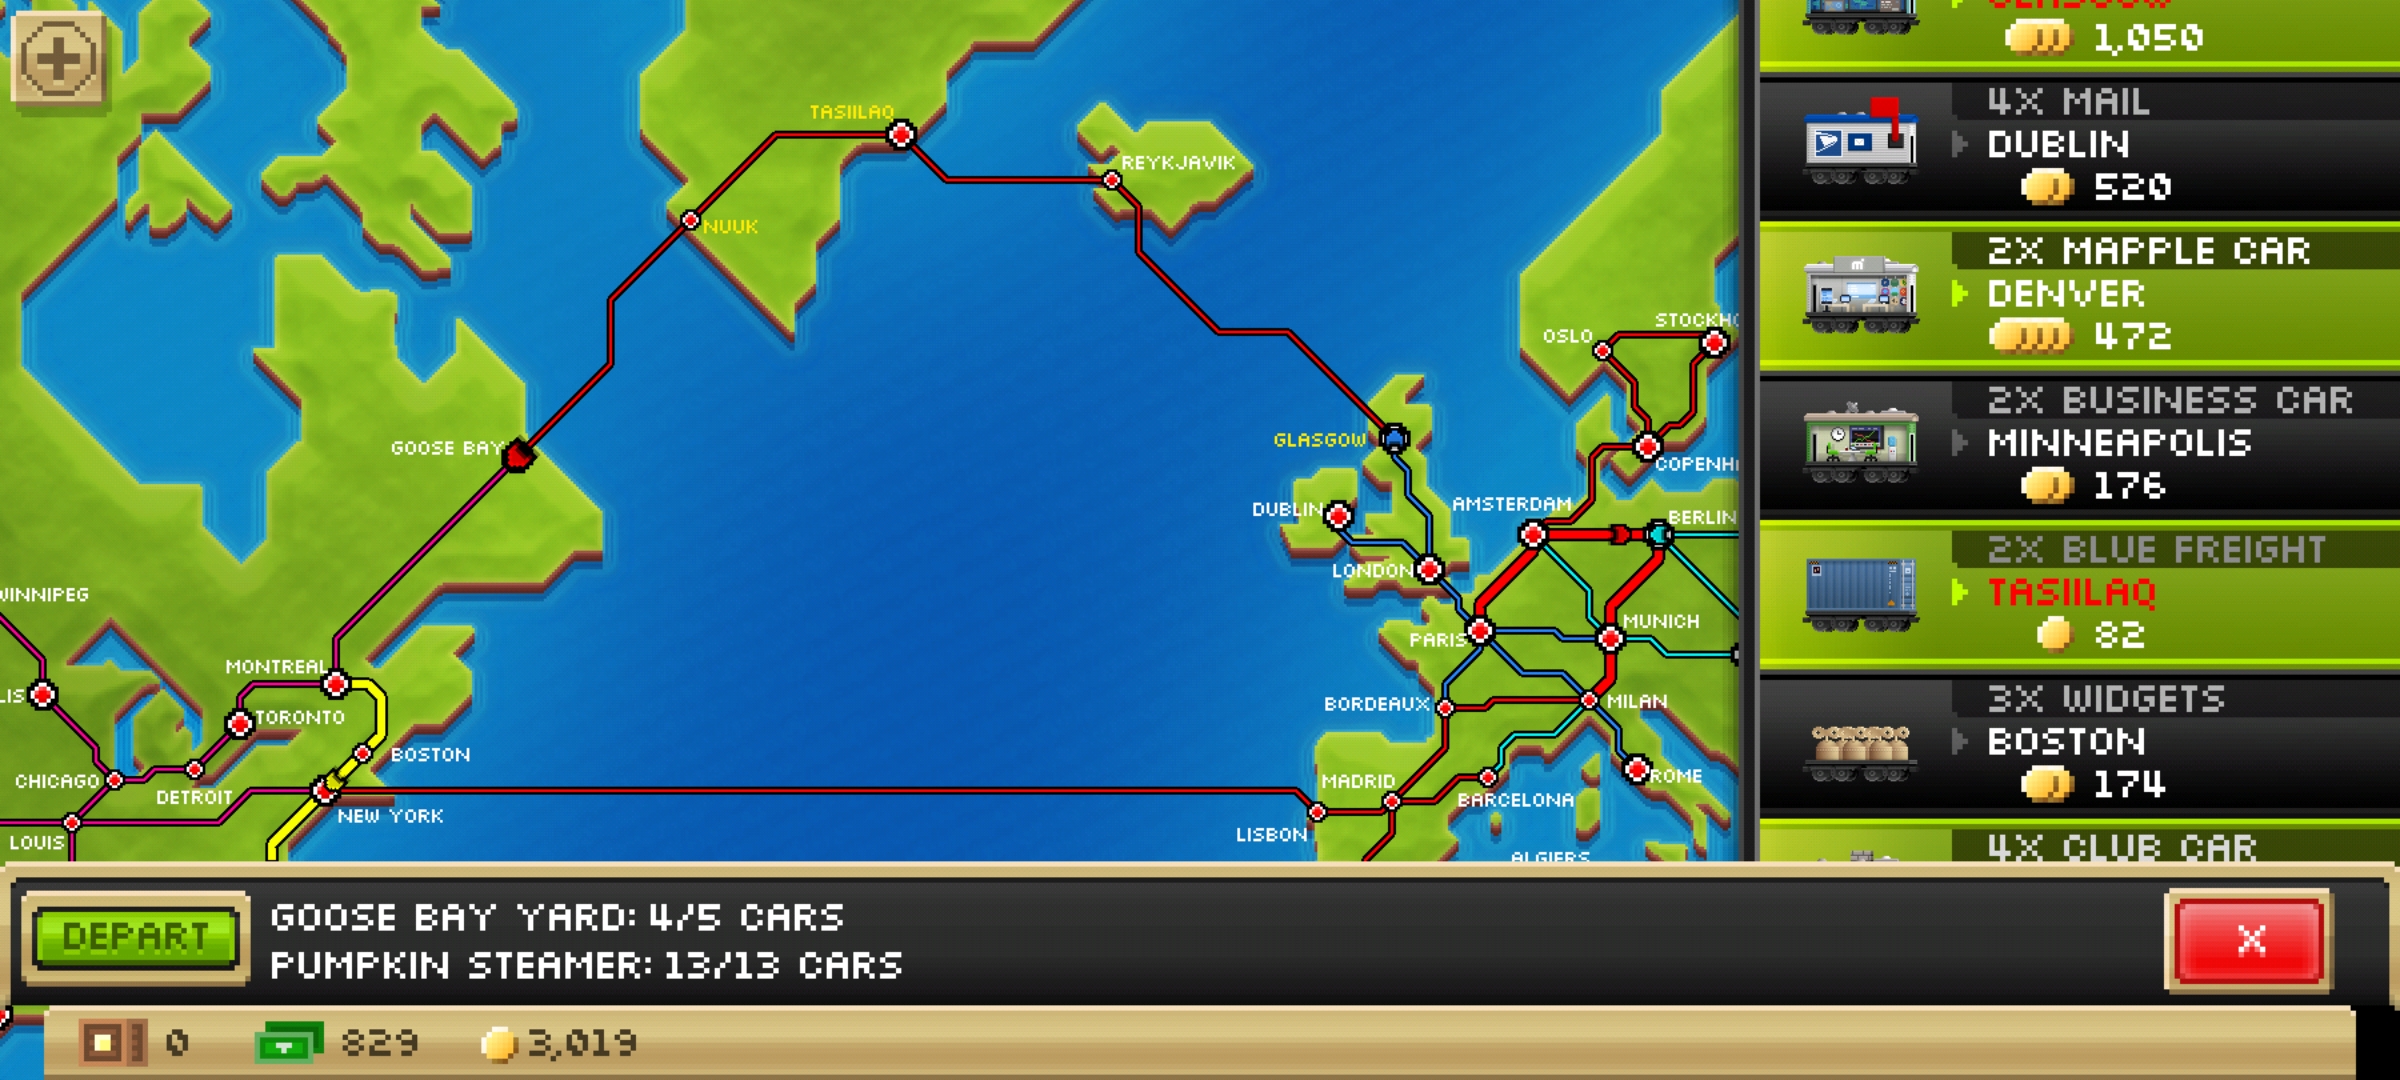 TASIILAQ
REYKJAVIK
NUUK
GOOSE BAY
GLASGOW
OSLO
DUBLIN
AMSTERDAM
BERLIN
LONDON
WINNIPEG
PARIS
MUNICH
MONTREAL
TORONTO
BORDEAUX
MILAN
BOSTON
CHICAGO
DETROIT
MADRID
ROME
NEW YORK
BARCELONA
LOUIS
LISBON
ALGIERS
GLASGOW
1,050
4X MAIL
DUBLIN
520
2X MAPPLE CAR
DENVER
472
2X BUSINESS CAR
MINNEAPOLIS
176
2X BLUE FREIGHT
TASIILAQ
82
3X WIDGETS
BOSTON
174
4X CLUB CAR
DEPART
GOOSE BAY YARD: 4/5 CARS
PUMPKIN STEAMER: 13/13 CARS
X
0
829
3,019